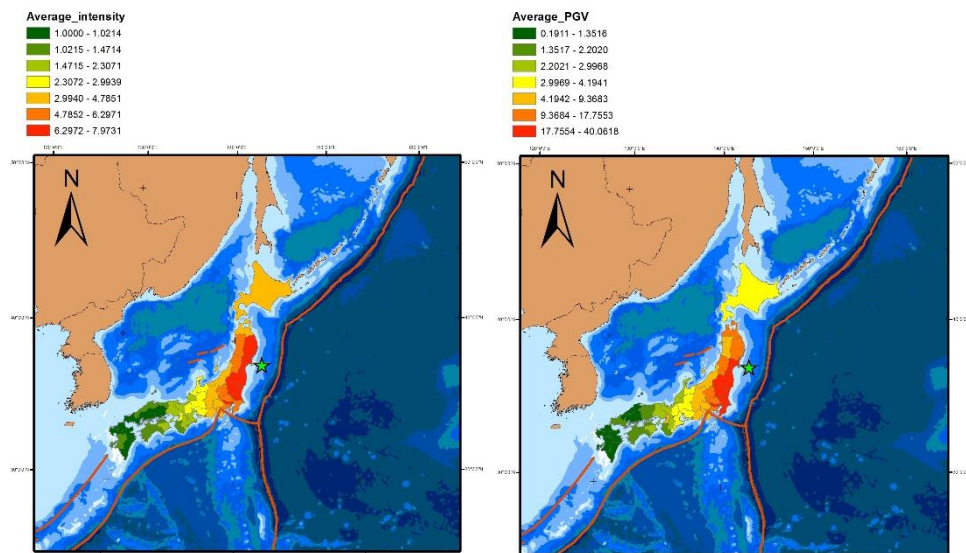 Average_intensity
1.0000 - 1.0214
1.0215 - 1.4714
1.4715 - 2.3071
2.3072 - 2.9939
2.9940 - 4.7851
4.7852 - 6.2971
6.2972 - 7.9731
N
Average_PGV
0.1911 - 1.3516
1.3517 - 2.2020
2.2021 - 2.9968
2.9969 - 4.1941
4.1942 - 9.3683
9.3684 - 17.7553
17.7554 - 40.0618
N